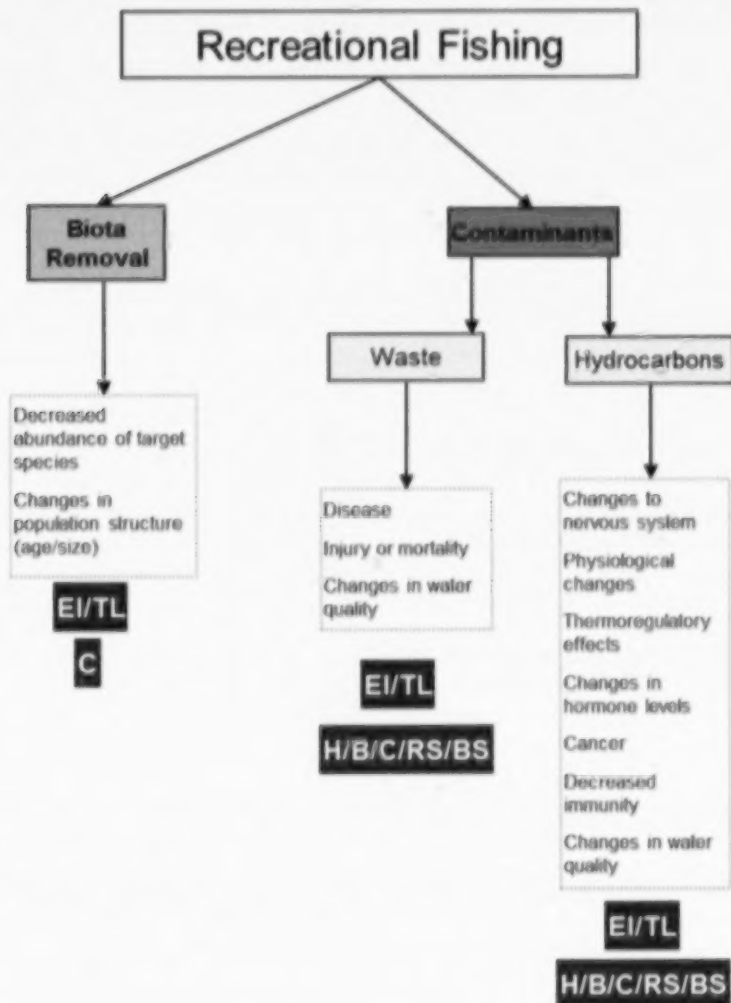 Recreational Fishing
Biota
Removal
Decreased
abundance of target
species
Changes in
population structure
(age/size)
EI/TL
C
Contaminants
Waste
Disease
Injury or mortality
Changes in water
quality
EI/TL
H/B/C/RS/BS
Hydrocarbons
Changes to
nervous system
Physiological
changes
Thermoregulatory
effects
Changes in
hormone levels
Cancer
Decreased
immunity
Changes in water
quality
EI/TL
H/B/C/RS/BS